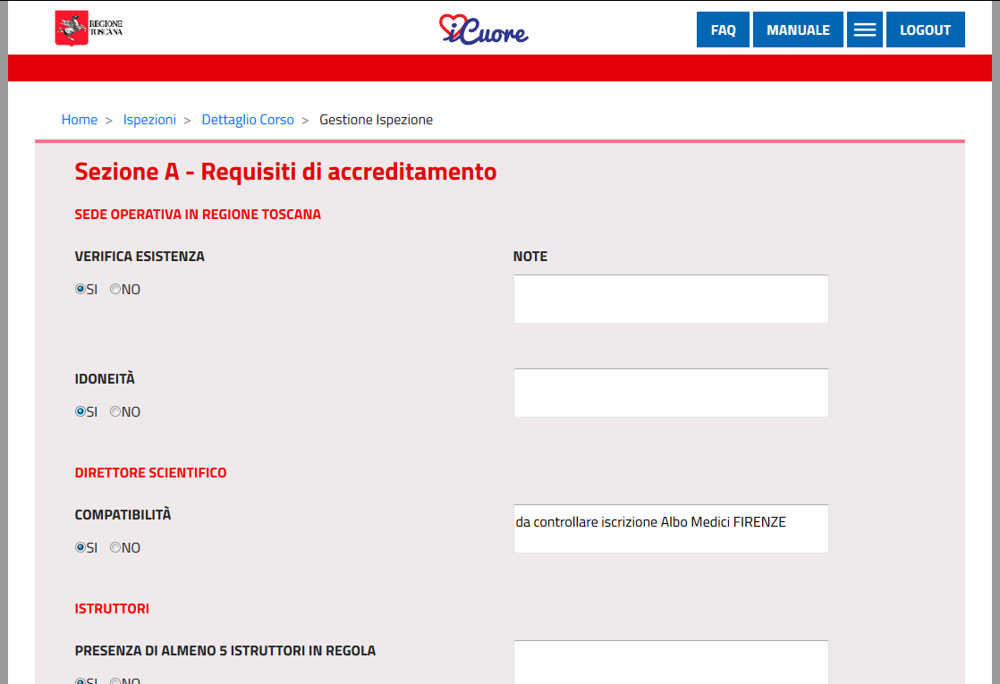 REGIONE
TOSCANA
iCuore
FAQ
MANUALE
LOGOUT
Home > Ispezioni > Dettaglio Corso > Gestione Ispezione
Sezione A - Requisiti di accreditamento
SEDE OPERATIVA IN REGIONE TOSCANA
VERIFICA ESISTENZA
NOTE
SI NO
IDONEITÀ
SI NO
DIRETTORE SCIENTIFICO
COMPATIBILITÀ
da controllare iscrizione Albo Medici FIRENZE
SI NO
ISTRUTTORI
PRESENZA DI ALMENO 5 ISTRUTTORI IN REGOLA
SI NO